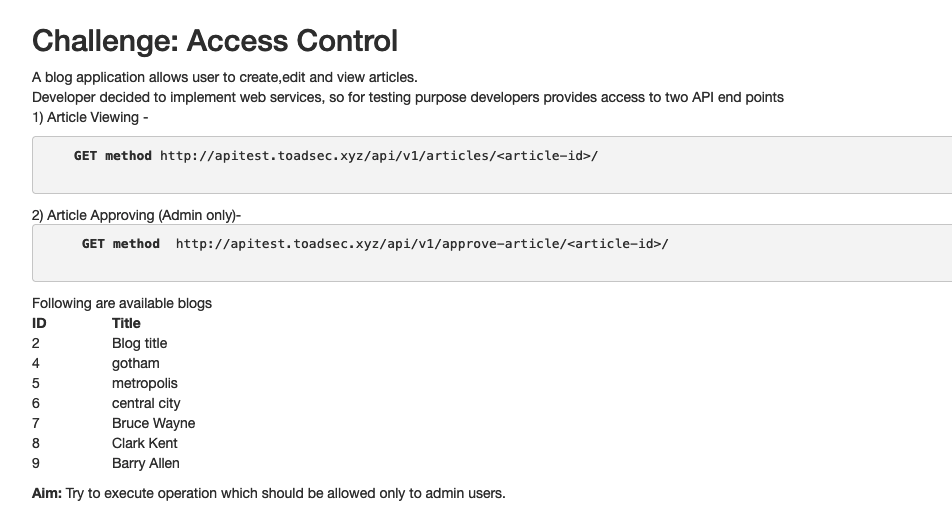 Challenge: Access Control
A blog application allows user to create,edit and view articles.
Developer decided to implement web services, so for testing purpose developers provides access to two API end points
1) Article Viewing -
GET method http://apitest.toadsec.xyz/api/v1/articles/<article-id>/
2) Article Approving (Admin only)-
GET method  http://apitest.toadsec.xyz/api/v1/approve-article/<article-id>/
Following are available blogs
ID Title
2 Blog title
4 gotham
5 metropolis
6 central city
7 Bruce Wayne
8 Clark Kent
9 Barry Allen
Aim: Try to execute operation which should be allowed only to admin users.